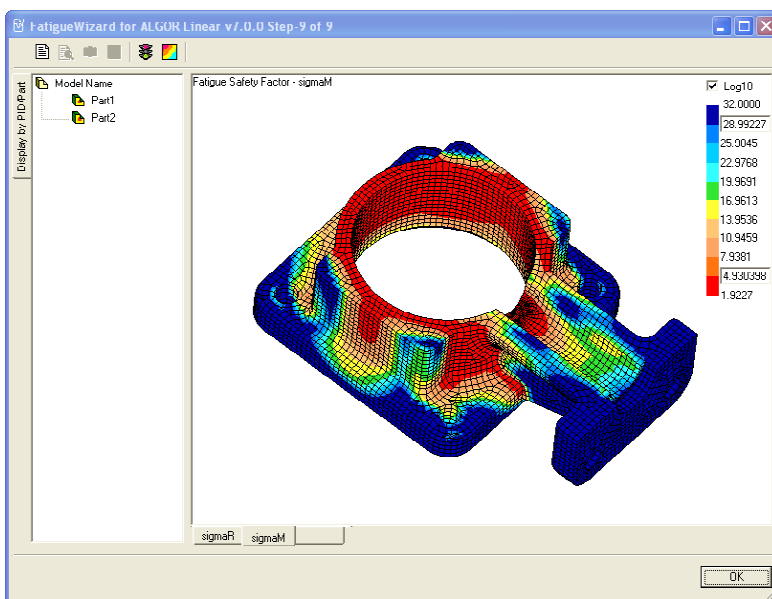 FatigueWizard for ALGOR Linear v7.0.0 Step-9 of 9
Display by PID/Part
Model Name
Part1
Part2
Fatigue Safety Factor - sigmaM
Log10
32.0000
28.99227
25.9045
22.9768
19.9691
16.9613
13.9536
10.9459
7.9381
4.930398
1.9227
sigmaR
sigmaM
OK